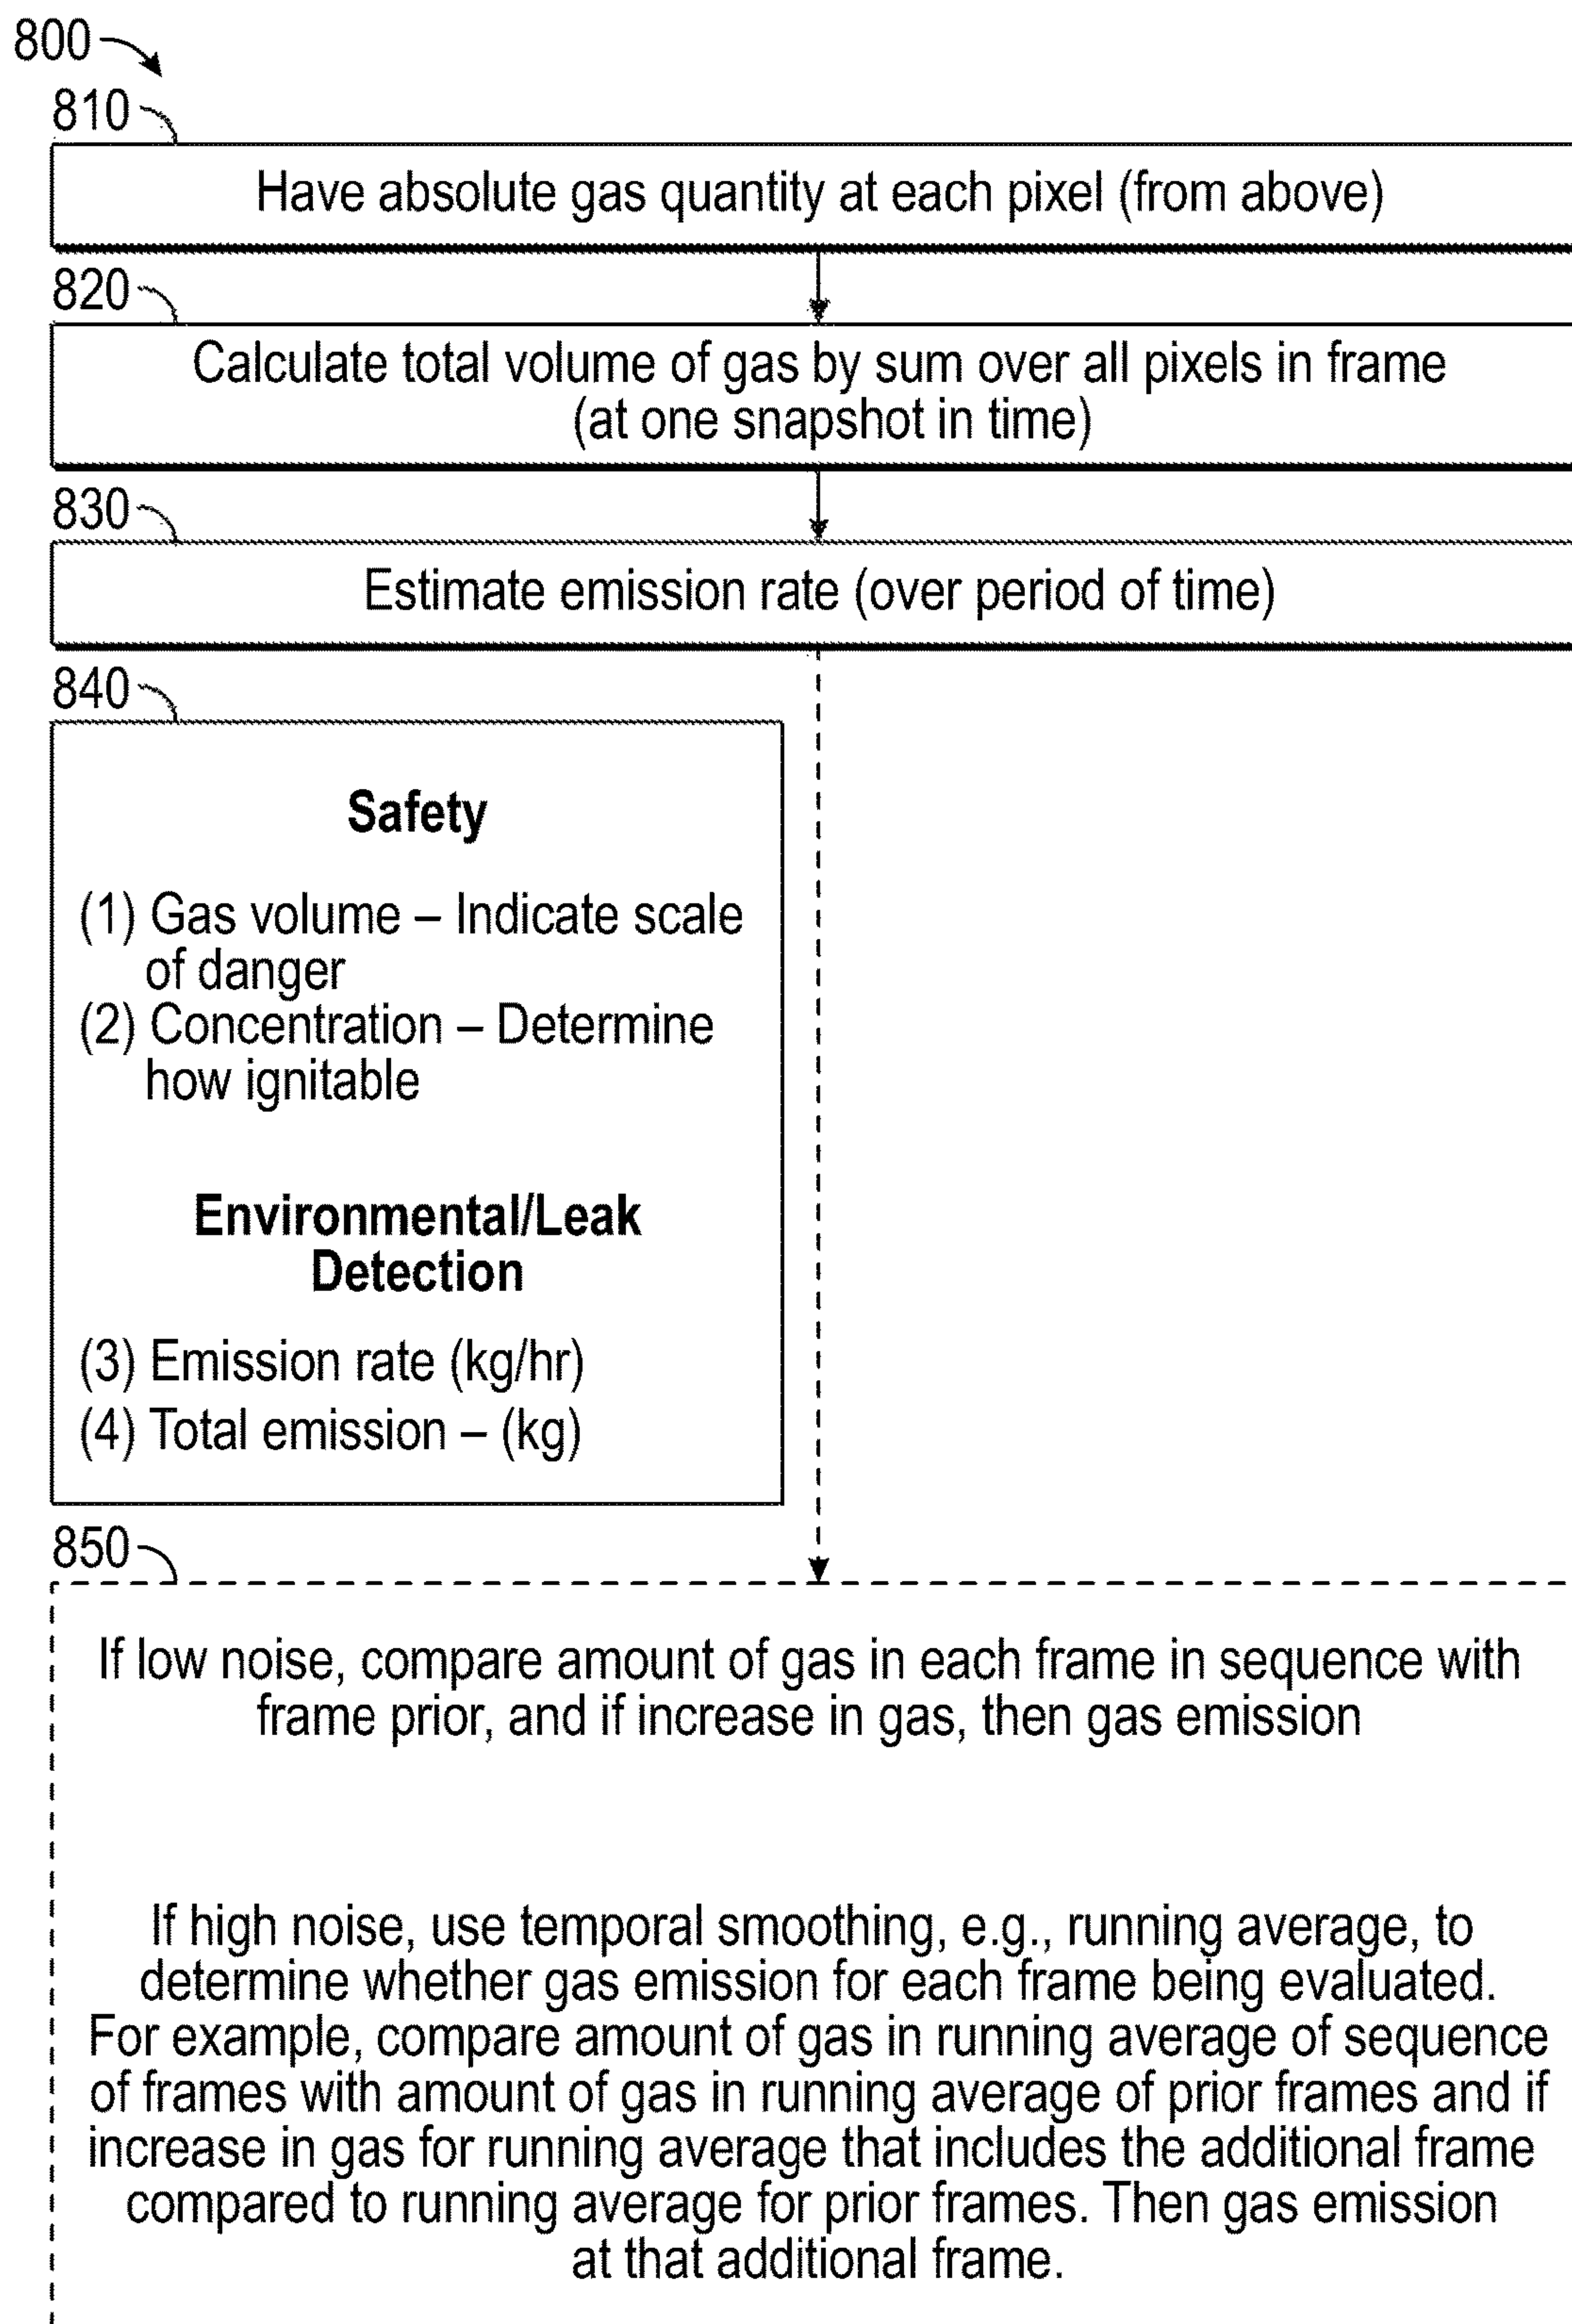 800
810
Have absolute gas quantity at each pixel (from above)
820
Calculate total volume of gas by sum over all pixels in frame
(at one snapshot in time)
830
Estimate emission rate (over period of time)
840
Safety
(1) Gas volume – Indicate scale
of danger
(2) Concentration – Determine
how ignitable
Environmental/Leak
Detection
(3) Emission rate (kg/hr)
(4) Total emission – (kg)
850
If low noise, compare amount of gas in each frame in sequence with
frame prior, and if increase in gas, then gas emission
If high noise, use temporal smoothing, e.g., running average, to
determine whether gas emission for each frame being evaluated.
For example, compare amount of gas in running average of sequence
of frames with amount of gas in running average of prior frames and if
increase in gas for running average that includes the additional frame
compared to running average for prior frames. Then gas emission
at that additional frame.